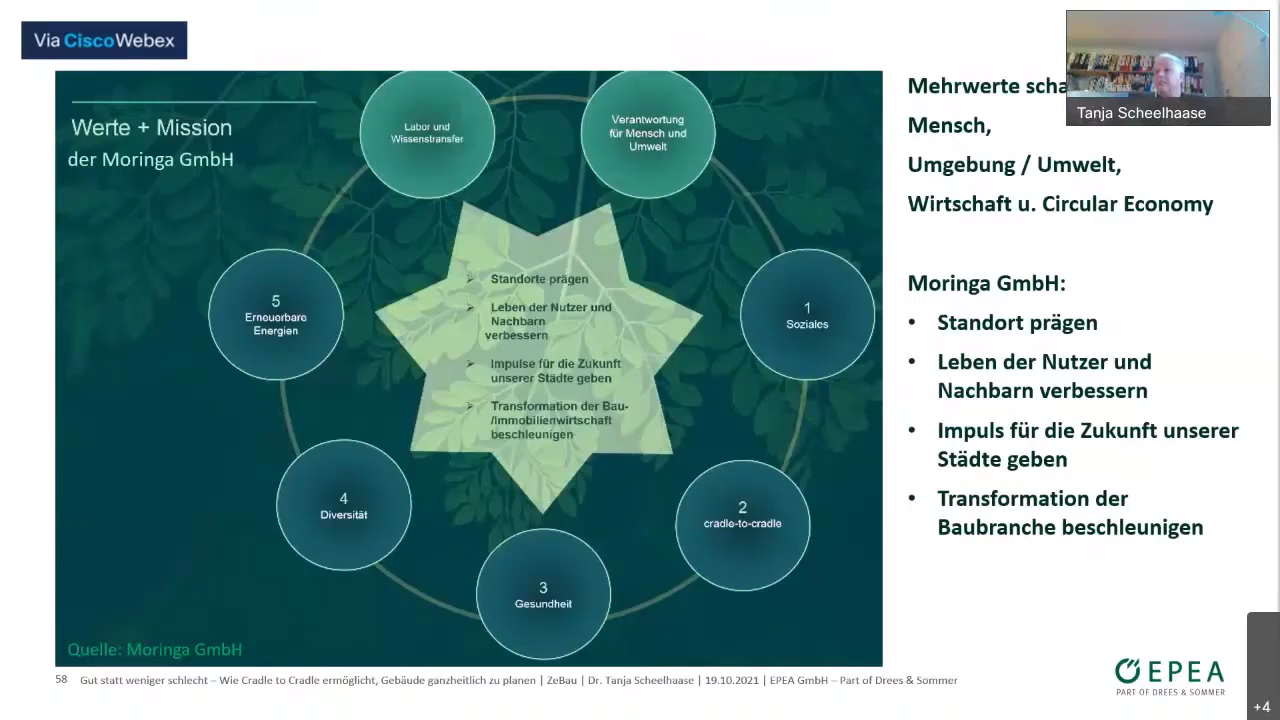 Via CiscoWebex
Werte + Mission
der Moringa GmbH
Labor und
Wissenstransfer
Verantwortung
für Mensch und
Umwelt
5
Erneuerbare
Energien
1
Soziales
4
Diversität
2
cradle-to-cradle
3
Gesundheit
➢ Standorte prägen
➢ Leben der Nutzer und
Nachbarn
verbessern
➢ Impulse für die Zukunft
unserer Städte geben
➢ Transformation der Bau-
/Immobilienwirtschaft
beschleunigen
Quelle: Moringa GmbH
Mehrwerte scha
Mensch,
Umgebung / Umwelt,
Wirtschaft u. Circular Economy
Moringa GmbH:
• Standort prägen
• Leben der Nutzer und
Nachbarn verbessern
• Impuls für die Zukunft unserer
Städte geben
• Transformation der
Baubranche beschleunigen
Tanja Scheelhaase
58 Gut statt weniger schlecht – Wie Cradle to Cradle ermöglicht, Gebäude ganzheitlich zu planen | ZeBau | Dr. Tanja Scheelhaase | 19.10.2021 | EPEA GmbH – Part of Drees & Sommer
EPEA
PART OF DREES & SOMMER
+4